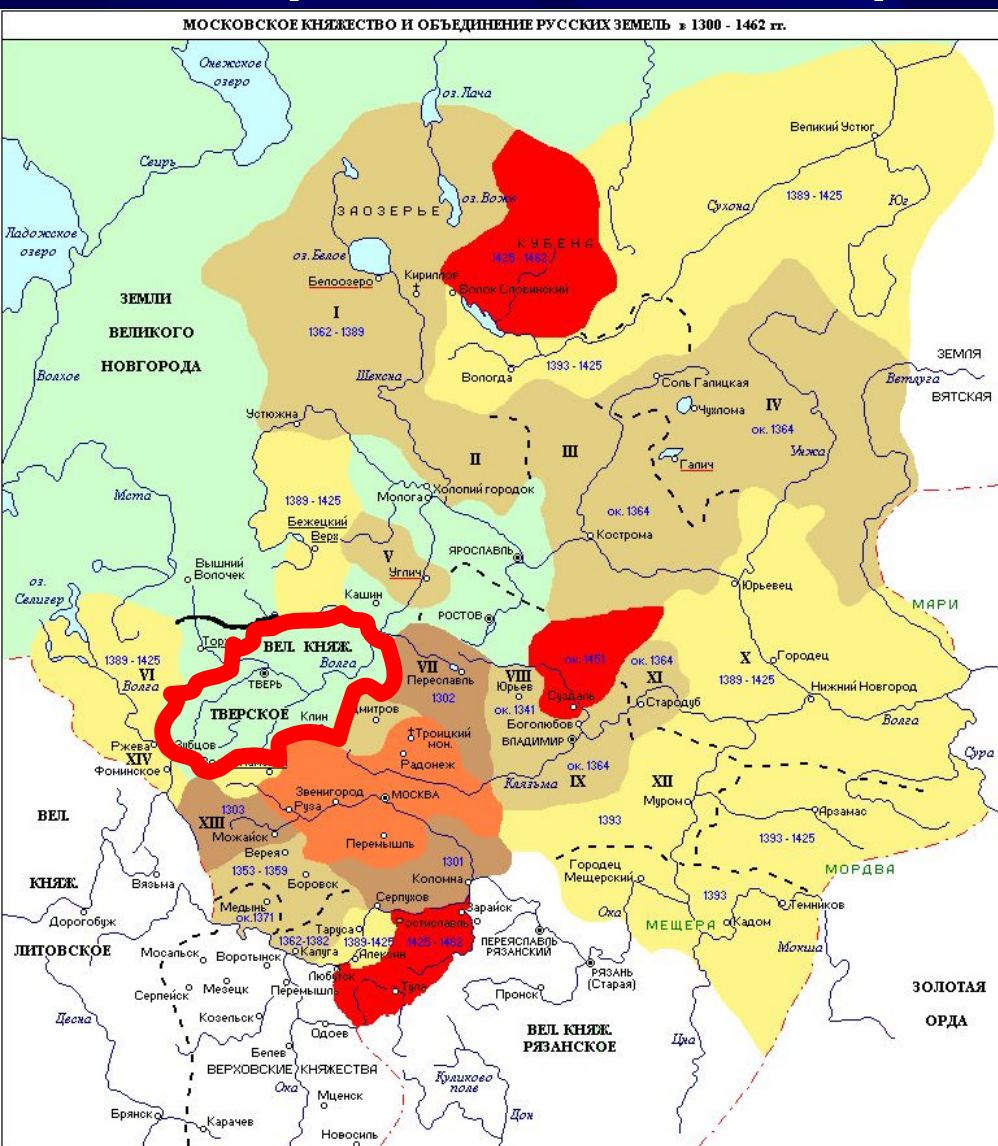 МОСКОВСКОЕ КНЯЖЕСТВО И ОБЪЕДИНЕНИЕ РУССКИХ ЗЕМЕЛЬ в 1300 - 1462 гг.
Онежское
озеро
оз. Лача
Великий Устюг
Свирь
Ладожское
озеро
ЗАОЗЕРЬЕ
оз. Воже
Сухона
1389 - 1425
Юг
КУБЕНА
1425 - 1462
оз. Белое
Белоозеро
Кириллов
Волок Словинский
I
1362 - 1389
ЗЕМЛИ
ВЕЛИКОГО
НОВГОРОДА
Волхов
Шексна
Вологда
1393 - 1425
Соль Галицкая
Чухлома
IV
ок. 1364
Ветлуга
ЗЕМЛЯ
ВЯТСКАЯ
Устюжна
II
III
Галич
Унжа
Мста
1389 - 1425
Молога
Холопий городок
ок. 1364
Бежецкий
Верх
V
Углич
ЯРОСЛАВЛЬ
Кострома
Вышний
Волочек
оз.
Селигер
Кашин
РОСТОВ
Юрьевец
МАРИ
Тор
ВЕЛ. КНЯЖ.
Волга
1389 - 1425
VI
Волга
ТВЕРЬ
ТВЕРСКОЕ
Клин
VII
Переславль
1302
VIII
Юрьев
ок. 1341
ок. 1451
Суздаль
ок. 1364
XI
Стародуб
X
1389 - 1425
Городец
Нижний Новгород
Волга
Сура
митров
Ржева
Зубцов
XIV
Фоминское
Троицкий
мон.
Радонеж
Боголюбов
ВЛАДИМИР
Клязьма
ок. 1364
IX
XII
Муром
Арзамас
1393
1393 - 1425
ВЕЛ.
КНЯЖ.
ЛИТОВСКОЕ
1303
XIII
Звенигород
Руза
МОСКВА
Можайск
Перемышль
Верея
1353 - 1359
Боровск
1301
Коломна
Городец
Мещерский
МОРДВА
Вязьма
Дорогобуж
Медынь
ок. 1371
Серпухов
Зарайск
Ока
1393
Темников
МЕЩЕРА
Кадом
Мокша
Таруса
1362-1382
Калуга
1389-1425
Алексин
Ростиславль
1425 - 1462
ПЕРЕЯСЛАВЛЬ
РЯЗАНСКИЙ
РЯЗАНЬ
(Старая)
Мосальск
Воротынск
Любутск
Перемышль
Тула
Пронск
ЗОЛОТАЯ
ОРДА
Серпейск
Мезецк
Козельск
Одоев
Десна
ВЕЛ. КНЯЖ.
РЯЗАНСКОЕ
Цна
Белев
ВЕРХОВСКИЕ КНЯЖЕСТВА
Ока
Мценск
Куликово
поле
Дон
Брянск
Карачев
Новосиль